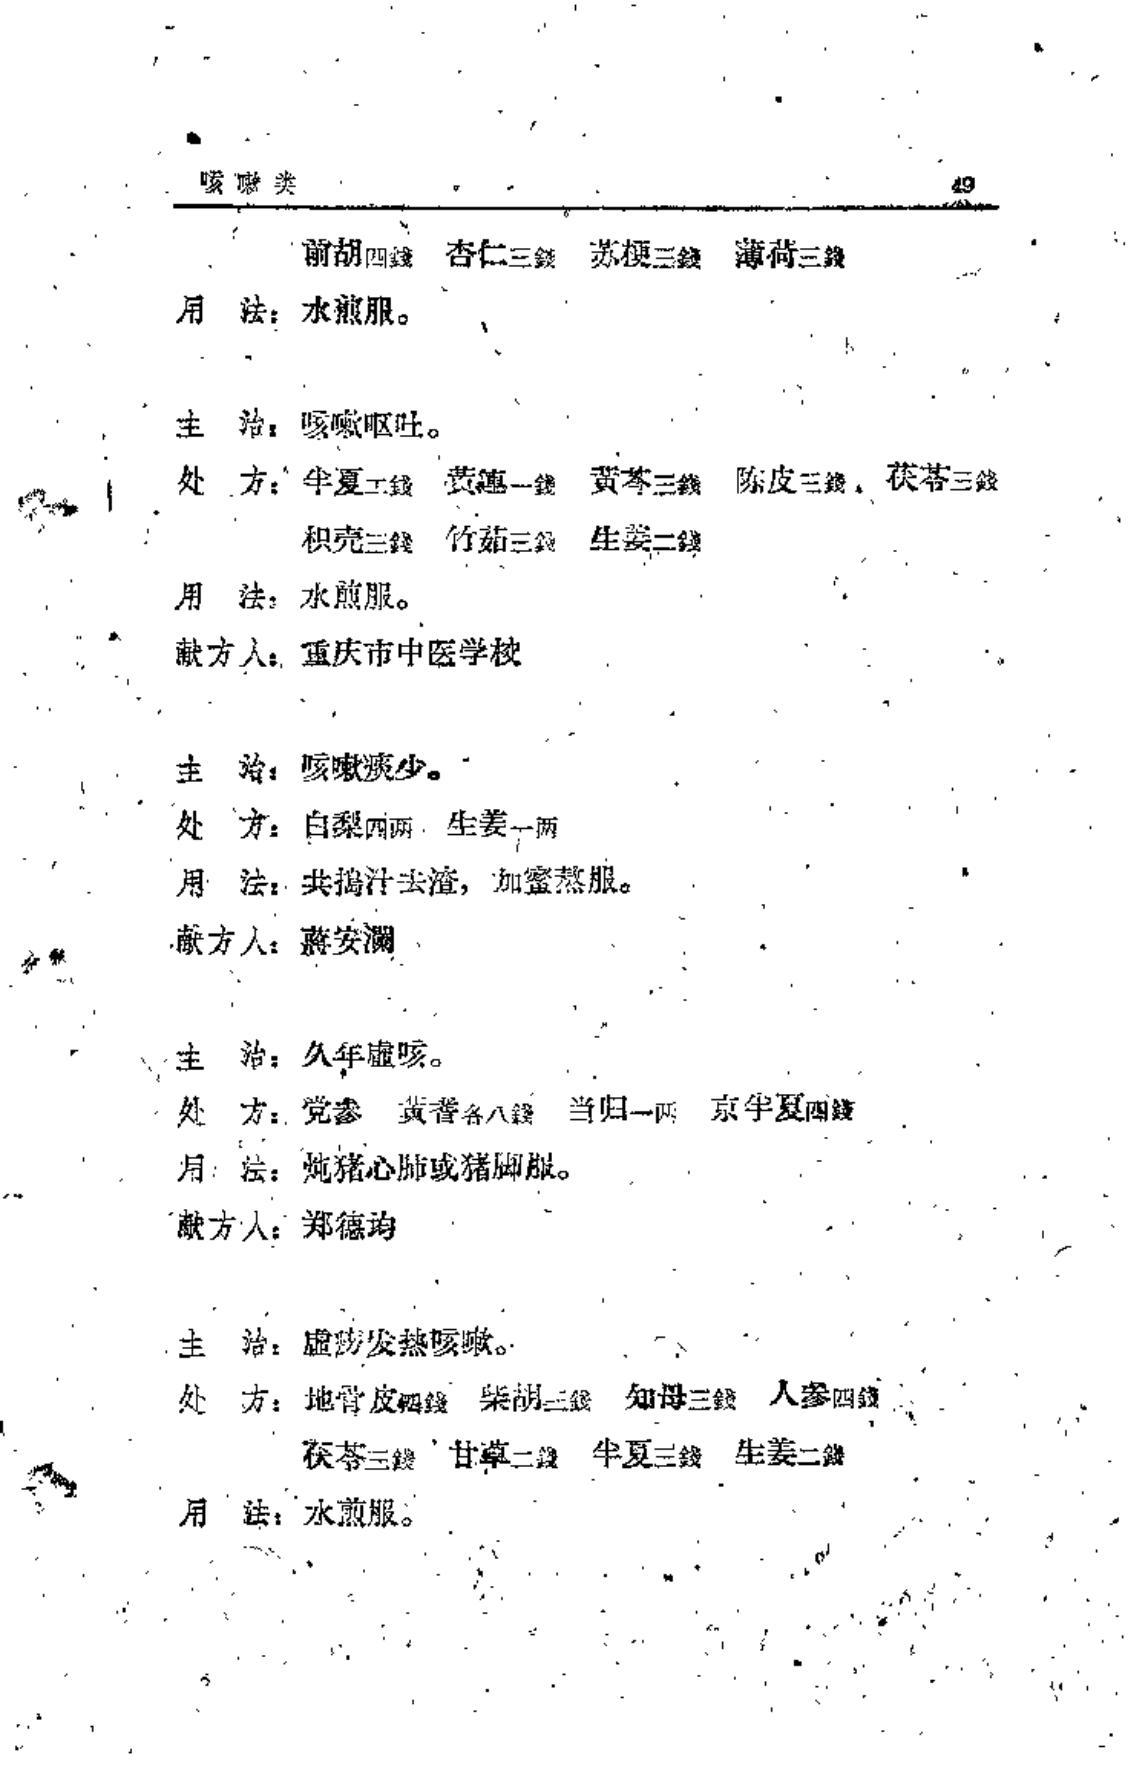 咳嗽类 49
前胡四錢 杏仁三錢 苏梗三錢 薄荷三錢
用 法：水煎服。
主 治：咳嗽呕吐。
处 方：半夏二錢 黄連一錢 黄芩三錢 陈皮三錢 茯苓三錢
枳壳三錢 竹茹三錢 生姜二錢
用 法：水煎服。
献方人：重庆市中医学校
主 治：咳嗽痰少。
处 方：白梨四两 生姜一两
用 法：共捣汁去渣，加蜜蒸服。
献方人：蔣安瀾
主 治：久年虛咳。
处 方：党参 黄蓍各八錢 当归一两 京半夏四錢
用 法：炖猪心肺或猪脚服。
献方人：郑德均
主 治：虛痨发热咳嗽。
处 方：地骨皮四錢 柴胡三錢 知母三錢 人参四錢
茯苓三錢 甘草二錢 半夏三錢 生姜二錢
用 法：水煎服。